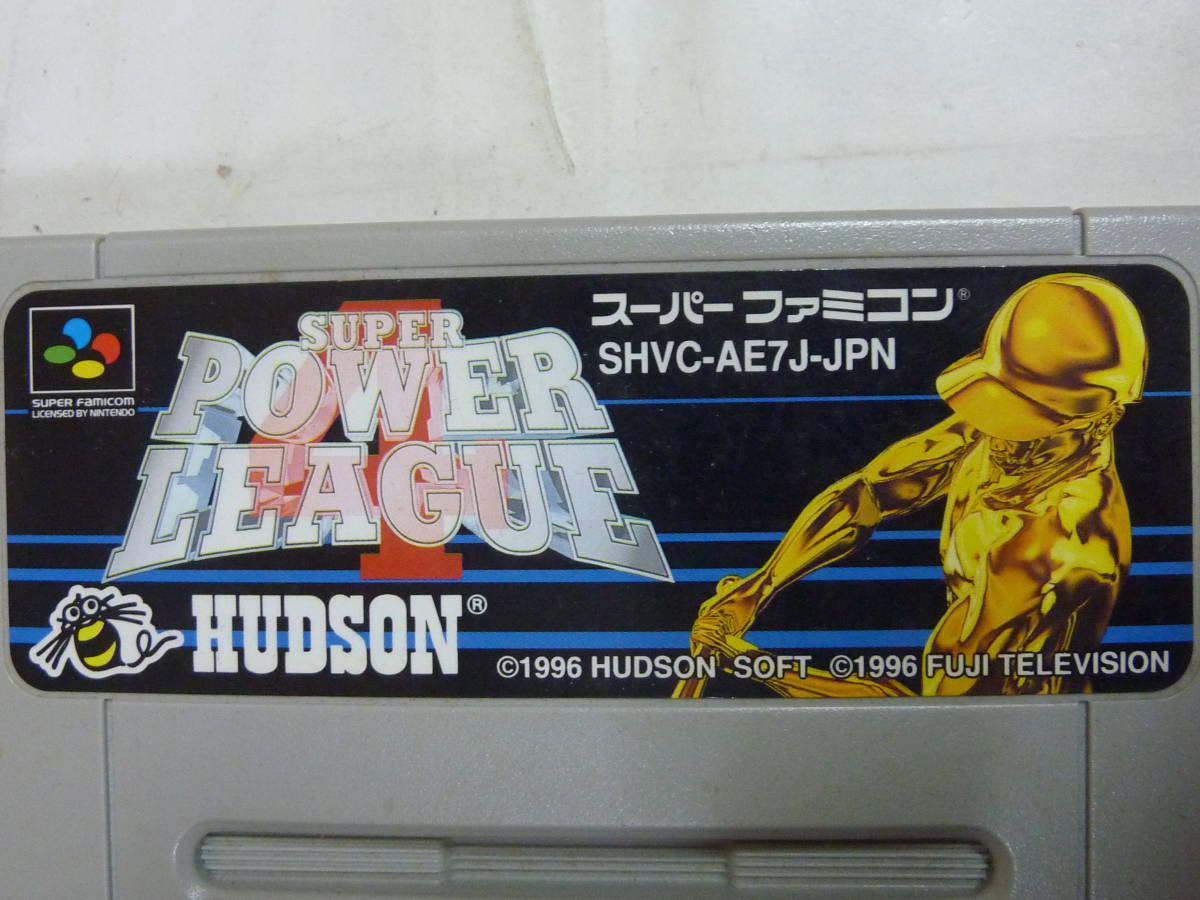 SUPER FAMICOM
LICENSED BY NINTENDO
SUPER
POWER
LEAGUE
4
スーパーファミコン®
SHVC-AE7J-JPN
HUDSON®
©1996 HUDSON SOFT ©1996 FUJI TELEVISION